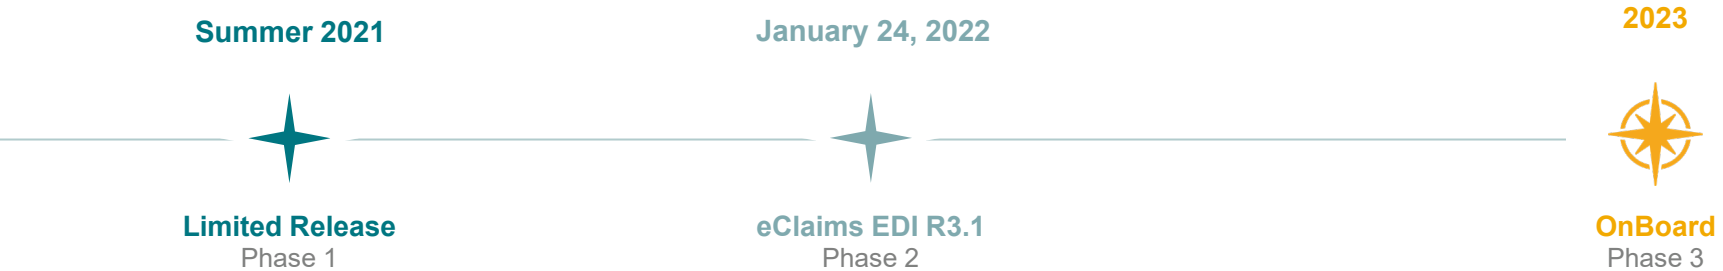 Summer 2021
January 24, 2022
2023
Limited Release
Phase 1
eClaims EDI R3.1
Phase 2
OnBoard
Phase 3